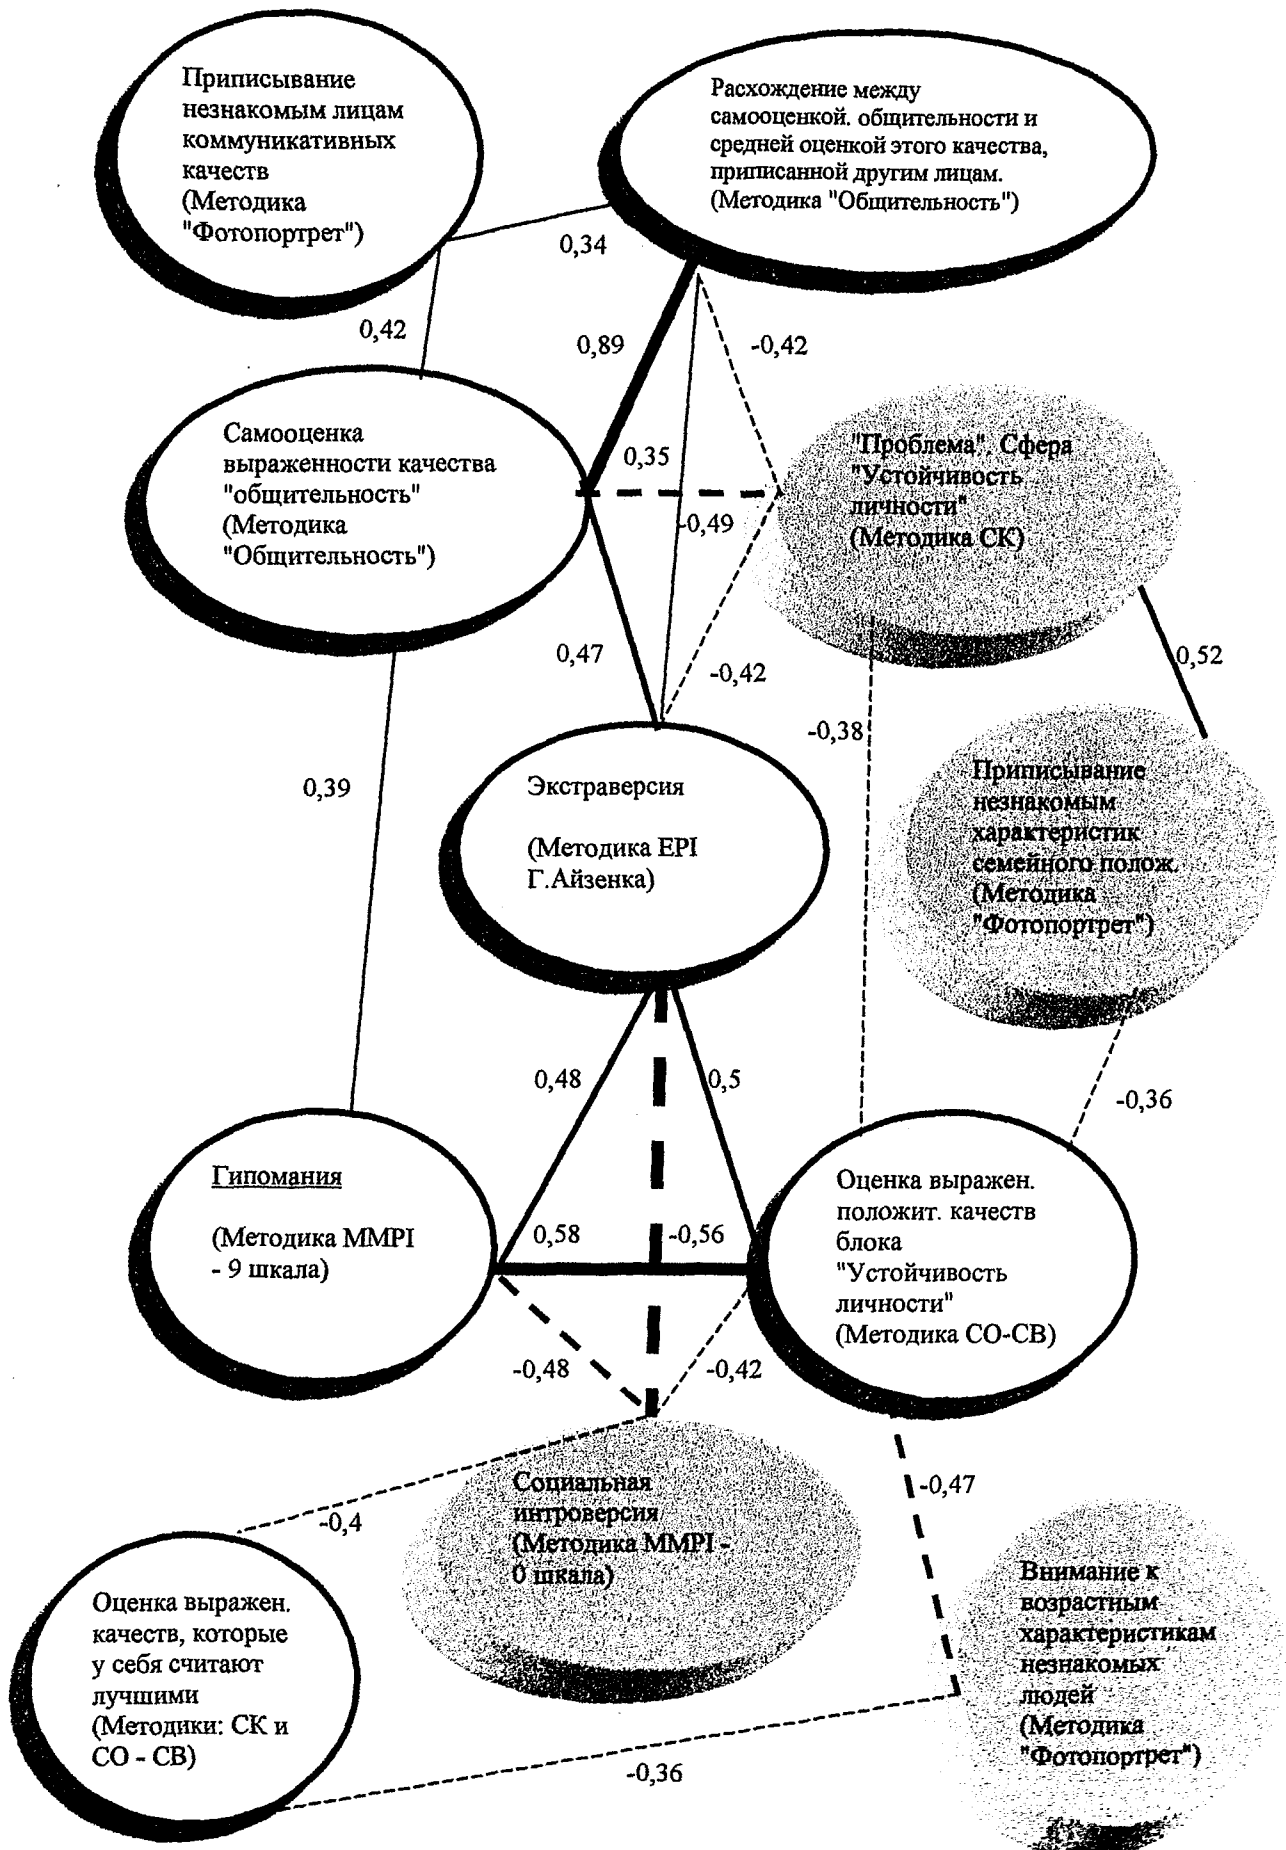 Приписывание
незнакомым лицам
коммуникативных
качеств
(Методика
"Фотопортрет")
Расхождение между
самооценкой. общительности и
средней оценкой этого качества,
приписанной другим лицам.
(Методика "Общительность")
0,34
0,42
0,89
-0,42
Самооценка
выраженности качества
"общительность"
(Методика
"Общительность")
0,35
-0,49
"Проблема". Сфера
"Устойчивость
личности"
(Методика СК)
0,47
-0,42
0,52
-0,38
0,39
Экстраверсия
(Методика EPI
Г.Айзенка)
Приписывание
незнакомым
характеристик
семейного полож.
(Методика
"Фотопортрет")
0,48
0,5
-0,36
Гипомания
(Методика MMPI
- 9 шкала)
0,58
-0,56
Оценка выражен.
положит. качеств
блока
"Устойчивость
личности"
(Методика СО-СВ)
-0,48
-0,42
Социальная
интроверсия
(Методика MMPI -
0 шкала)
-0,47
-0,4
Оценка выражен.
качеств, которые
у себя считают
лучшими
(Методики: СК и
СО - СВ)
Внимание к
возрастным
характеристикам
незнакомых
людей
(Методика
"Фотопортрет")
-0,36